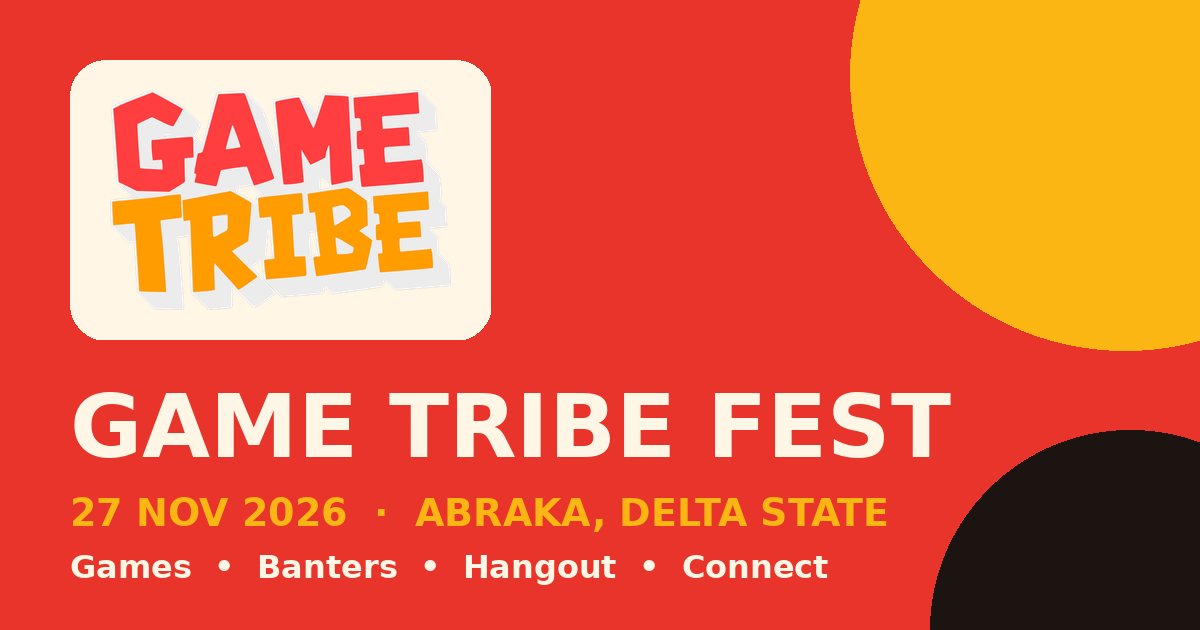 GAME
TRIBE
GAME TRIBE FEST
27 NOV 2026 · ABRAKA, DELTA STATE
Games • Banters • Hangout • Connect